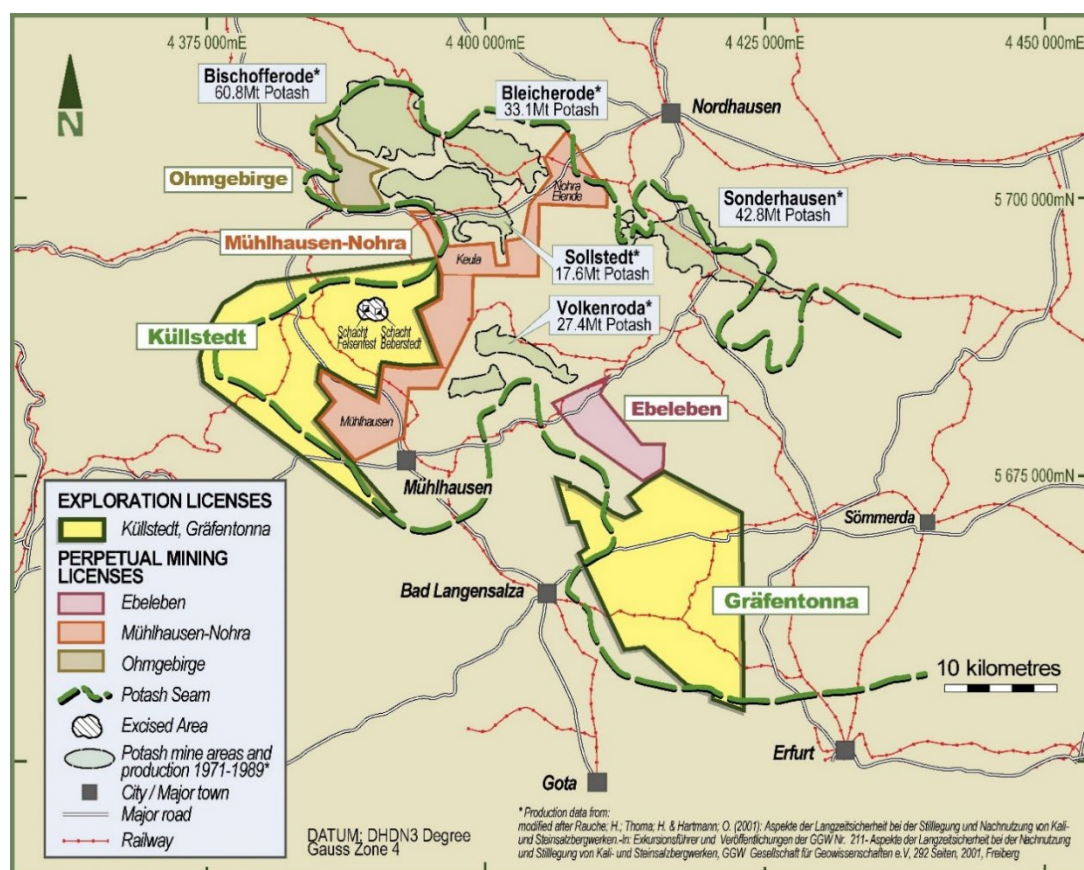 4 375 000mE
4 400 000mE
4 425 000mE
4 450 000mE
N
Bischofferode*
60.8Mt Potash
Bleicherode*
33.1Mt Potash
Nordhausen
Ohmgebirge
Nohra
Elende
Sonderhausen*
42.8Mt Potash
5 700 000mN
Mühlhausen-Nohra
Keula
Sollstedt*
17.6Mt Potash
Volkenroda*
27.4Mt Potash
Küllstedt
Schacht
Felsenfest
Schacht
Beberstedt
Ebeleben
Mühlhausen
Mühlhausen
5 675 000mN
Sömmerda
Bad Langensalza
Gräfentonna
10 kilometres
Erfurt
Gota
EXPLORATION LICENSES
Küllstedt, Gräfentonna
PERPETUAL MINING
LICENSES
Ebeleben
Mühlhausen-Nohra
Ohmgebirge
Potash Seam
Excised Area
Potash mine areas and
production 1971-1989*
City / Major town
Major road
Railway
DATUM: DHDN3 Degree
Gauss Zone 4
* Production data from:
modified after Rauche; H.; Thoma; H. & Hartmann; O. (2001): Aspekte der Langzeitsicherheit bei der Stilllegung und Nachnutzung von Kali-
und Steinsalzbergwerken.-In: Exkursionsführer und Veröffentlichungen der GGW Nr. 211- Aspekte der Langzeitsicherheit bei der Nachnutzung
und Stilllegung von Kali- und Steinsalzbergwerken, GGW Gesellschaft für Geowissenschaften e.V, 292 Seiten, 2001, Freiberg